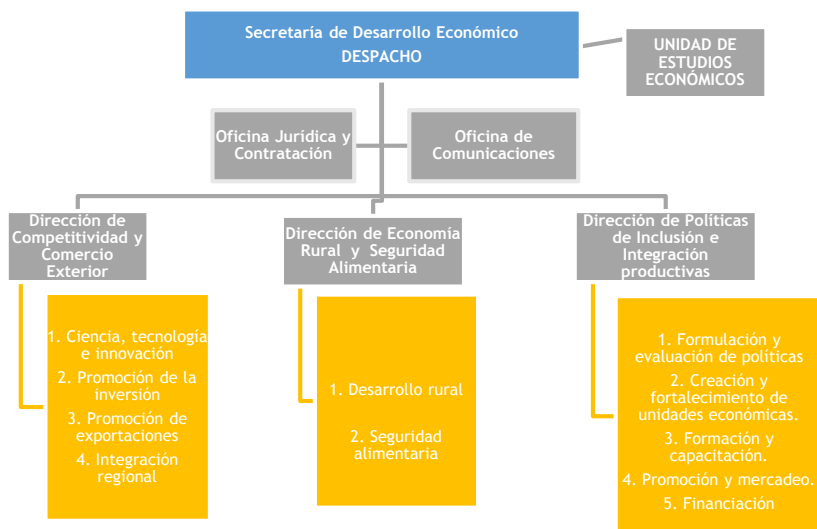 Secretaría de Desarrollo Económico
DESPACHO
UNIDAD DE
ESTUDIOS
ECONÓMICOS
Oficina Jurídica y
Contratación
Oficina de
Comunicaciones
Dirección de
Competitividad y
Comercio
Exterior
Dirección de Economía
Rural y Seguridad
Alimentaria
Dirección de Políticas
de Inclusión e
Integración
productivas
1. Ciencia, tecnología
e innovación
2. Promoción de la
inversión
3. Promoción de
exportaciones
4. Integración
regional
1. Desarrollo rural
2. Seguridad
alimentaria
1. Formulación y
evaluación de políticas
2. Creación y
fortalecimiento de
unidades económicas.
3. Formación y
capacitación.
4. Promoción y mercadeo.
5. Financiación